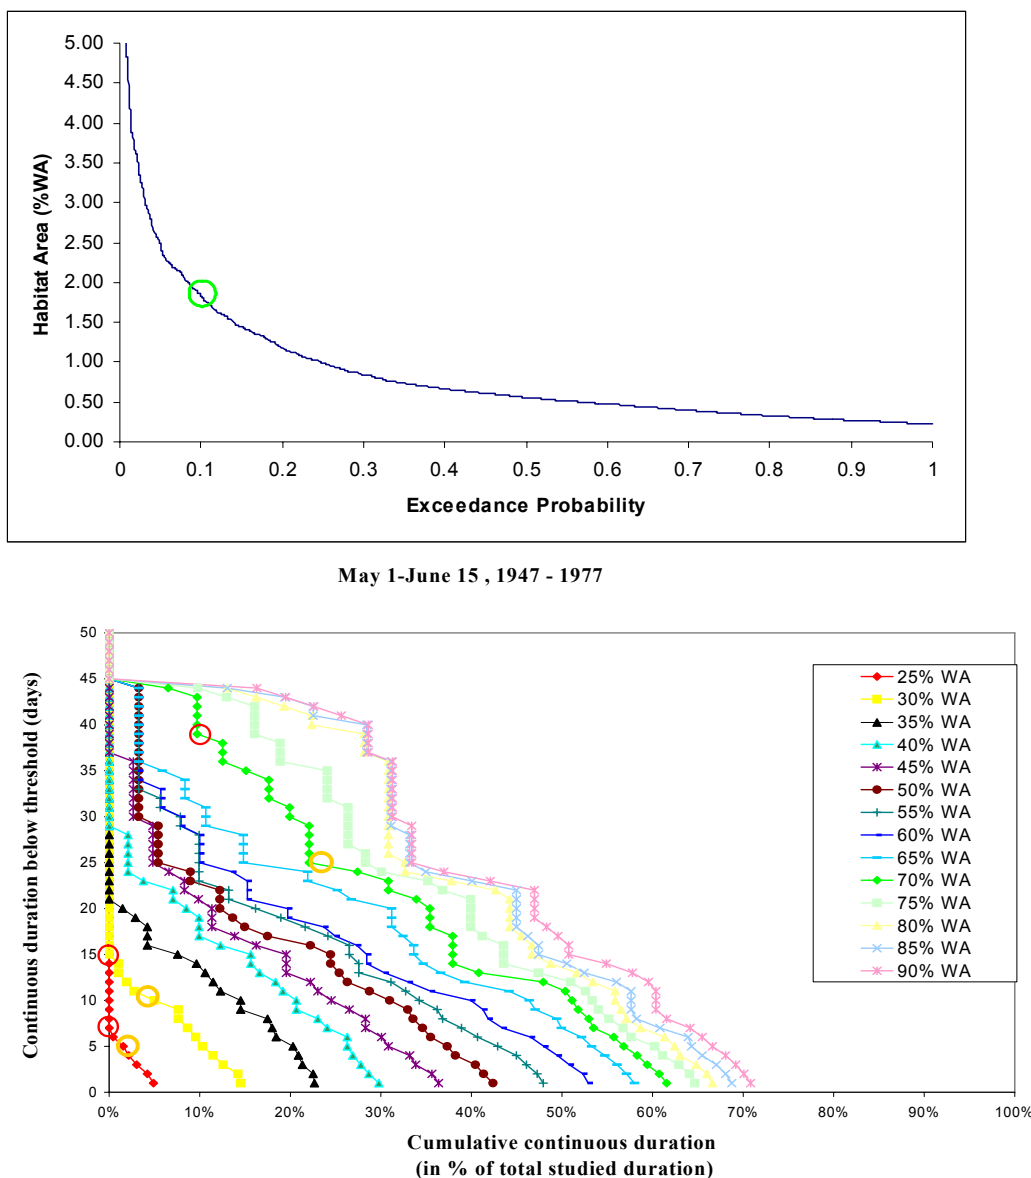 5.00
4.50
4.00
3.50
3.00
2.50
2.00
1.50
1.00
0.50
0.00
Habitat Area (%WA)
0 0.1 0.2 0.3 0.4 0.5 0.6 0.7 0.8 0.9 1
Exceedance Probability
May 1-June 15 , 1947 - 1977
50
45
40
35
30
25
20
15
10
5
0
Continuous duration below threshold (days)
25% WA
30% WA
35% WA
40% WA
45% WA
50% WA
55% WA
60% WA
65% WA
70% WA
75% WA
80% WA
85% WA
90% WA
0% 10% 20% 30% 40% 50% 60% 70% 80% 90% 100%
Cumulative continuous duration
(in % of total studied duration)